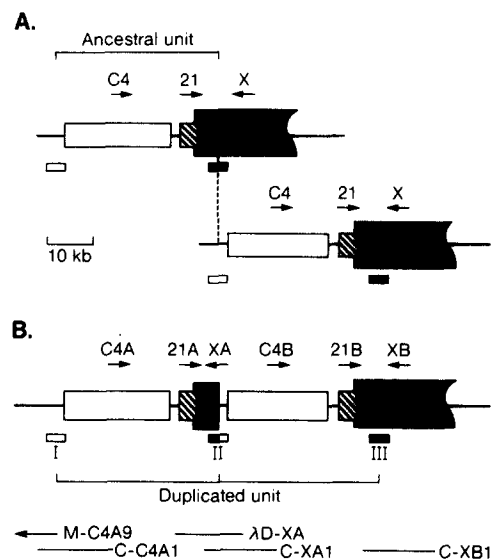 A.
Ancestral unit
C4 21 X
C4 21 X
10 kb
B.
C4A 21A XA C4B 21B XB
I II III
Duplicated unit
M-C4A9 λD-XA
C-C4A1 C-XA1 C-XB1